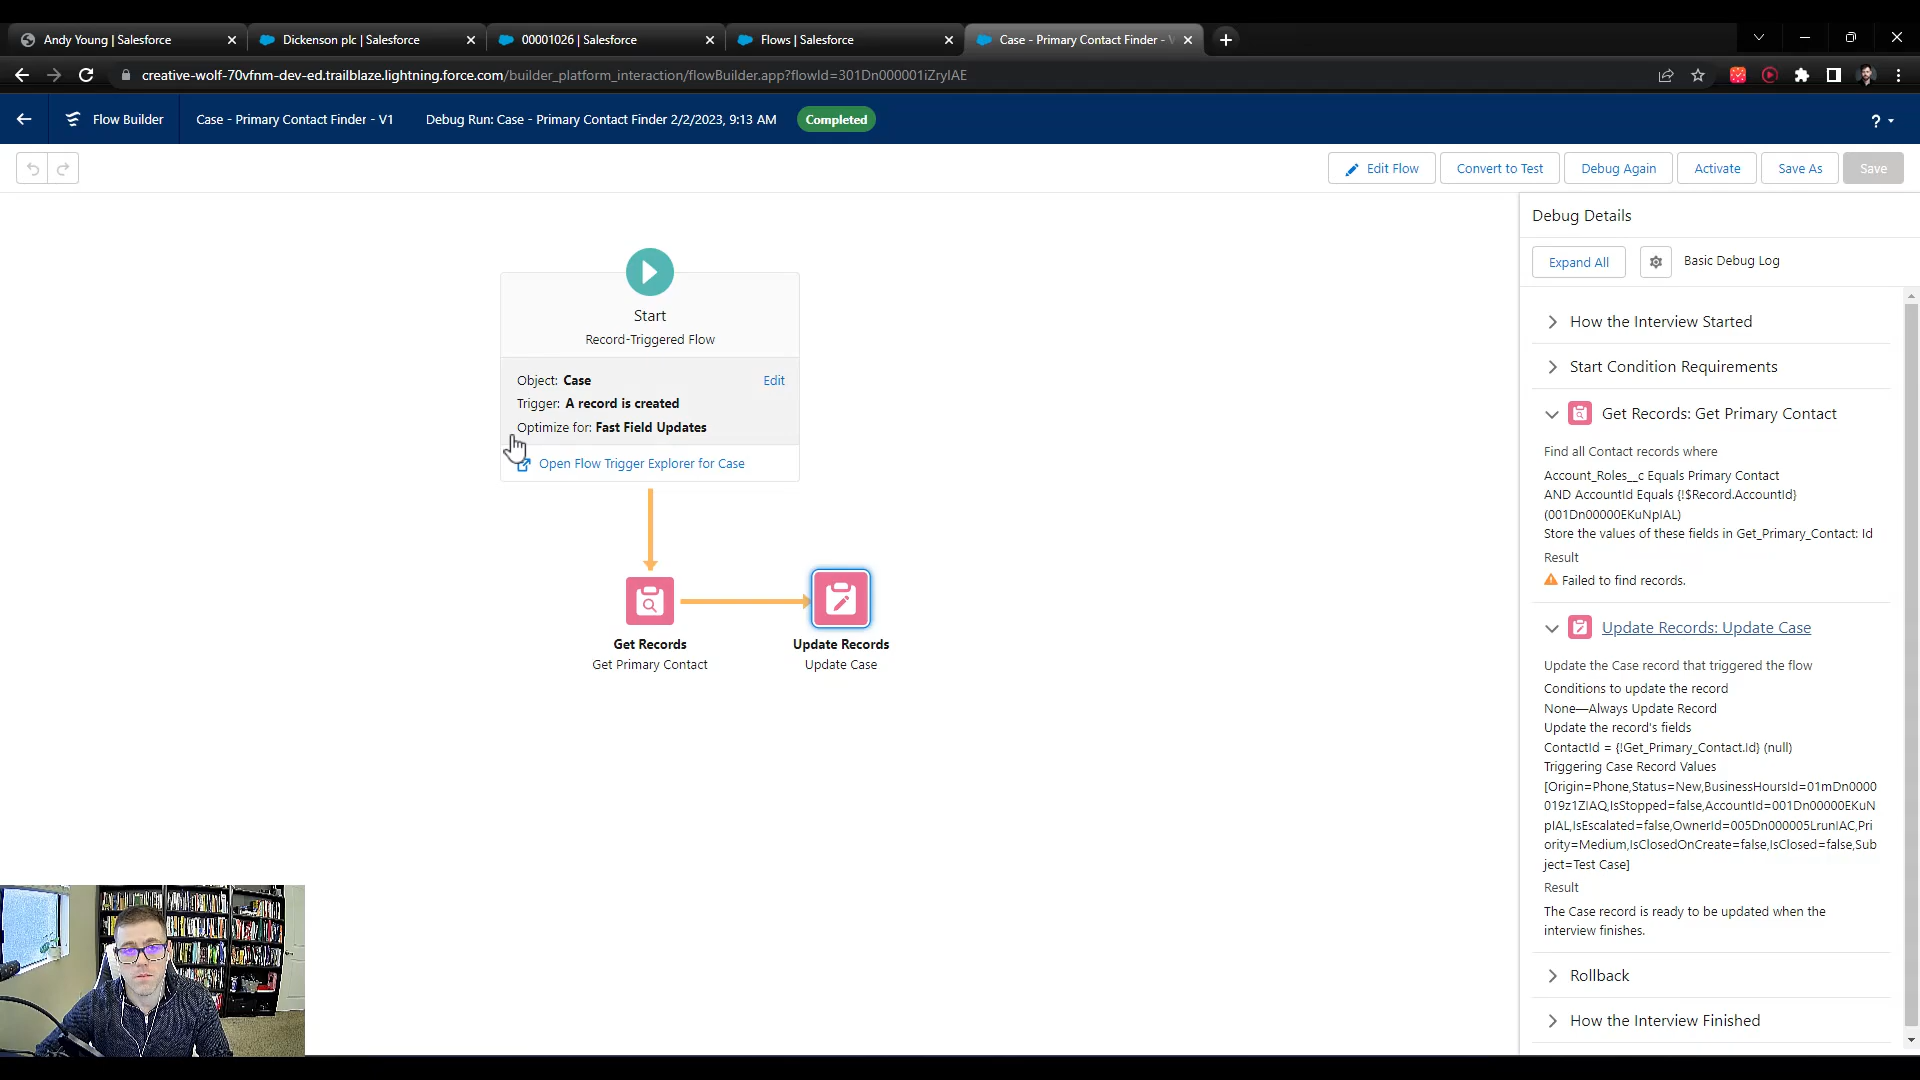 Andy Young | Salesforce
Dickenson plc | Salesforce
00001026 | Salesforce
Flows | Salesforce
Case - Primary Contact Finder -
creative-wolf-70vfnm-dev-ed.trailblaze.lightning.force.com/builder_platform_interaction/flowBuilder.app?flowId=301Dn000001iZryIAE
Flow Builder
Case - Primary Contact Finder - V1
Debug Run: Case - Primary Contact Finder 2/2/2023, 9:13 AM
Completed
?
Edit Flow
Convert to Test
Debug Again
Activate
Save As
Save
Start
Record-Triggered Flow
Object: Case
Edit
Trigger: A record is created
Optimize for: Fast Field Updates
Open Flow Trigger Explorer for Case
Get Records
Get Primary Contact
Update Records
Update Case
Debug Details
Expand All
Basic Debug Log
How the Interview Started
Start Condition Requirements
Get Records: Get Primary Contact
Find all Contact records where
Account_Roles__c Equals Primary Contact
AND AccountId Equals {!$Record.AccountId}
(001Dn00000EKuNpIAL)
Store the values of these fields in Get_Primary_Contact: Id
Result
Failed to find records.
Update Records: Update Case
Update the Case record that triggered the flow
Conditions to update the record
None—Always Update Record
Update the record's fields
ContactId = {!Get_Primary_Contact.Id} (null)
Triggering Case Record Values
[Origin=Phone,Status=New,BusinessHoursId=01mDn0000
019z1ZIAQ,IsStopped=false,AccountId=001Dn00000EKuN
pIAL,IsEscalated=false,OwnerId=005Dn000005LrunIAC,Pri
ority=Medium,IsClosedOnCreate=false,IsClosed=false,Sub
ject=Test Case]
Result
The Case record is ready to be updated when the
interview finishes.
Rollback
How the Interview Finished